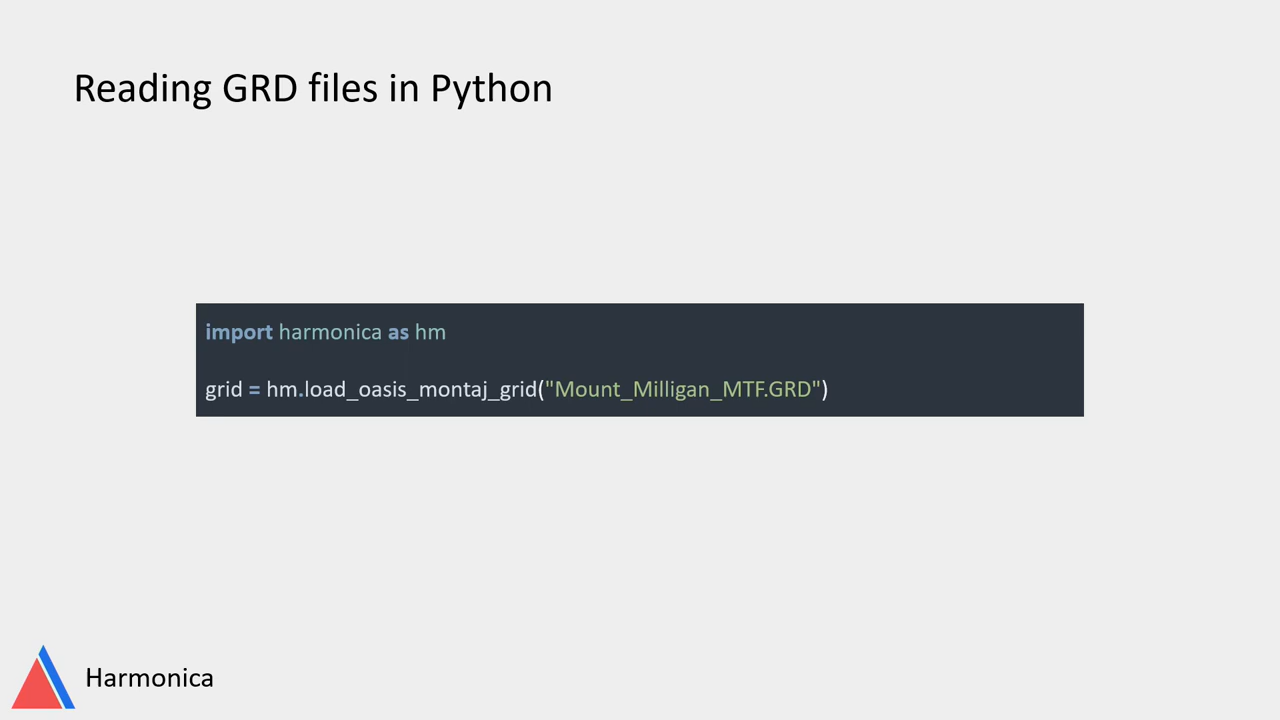 Reading GRD files in Python
import harmonica as hm
grid = hm.load_oasis_montaj_grid("Mount_Milligan_MTF.GRD")
Harmonica